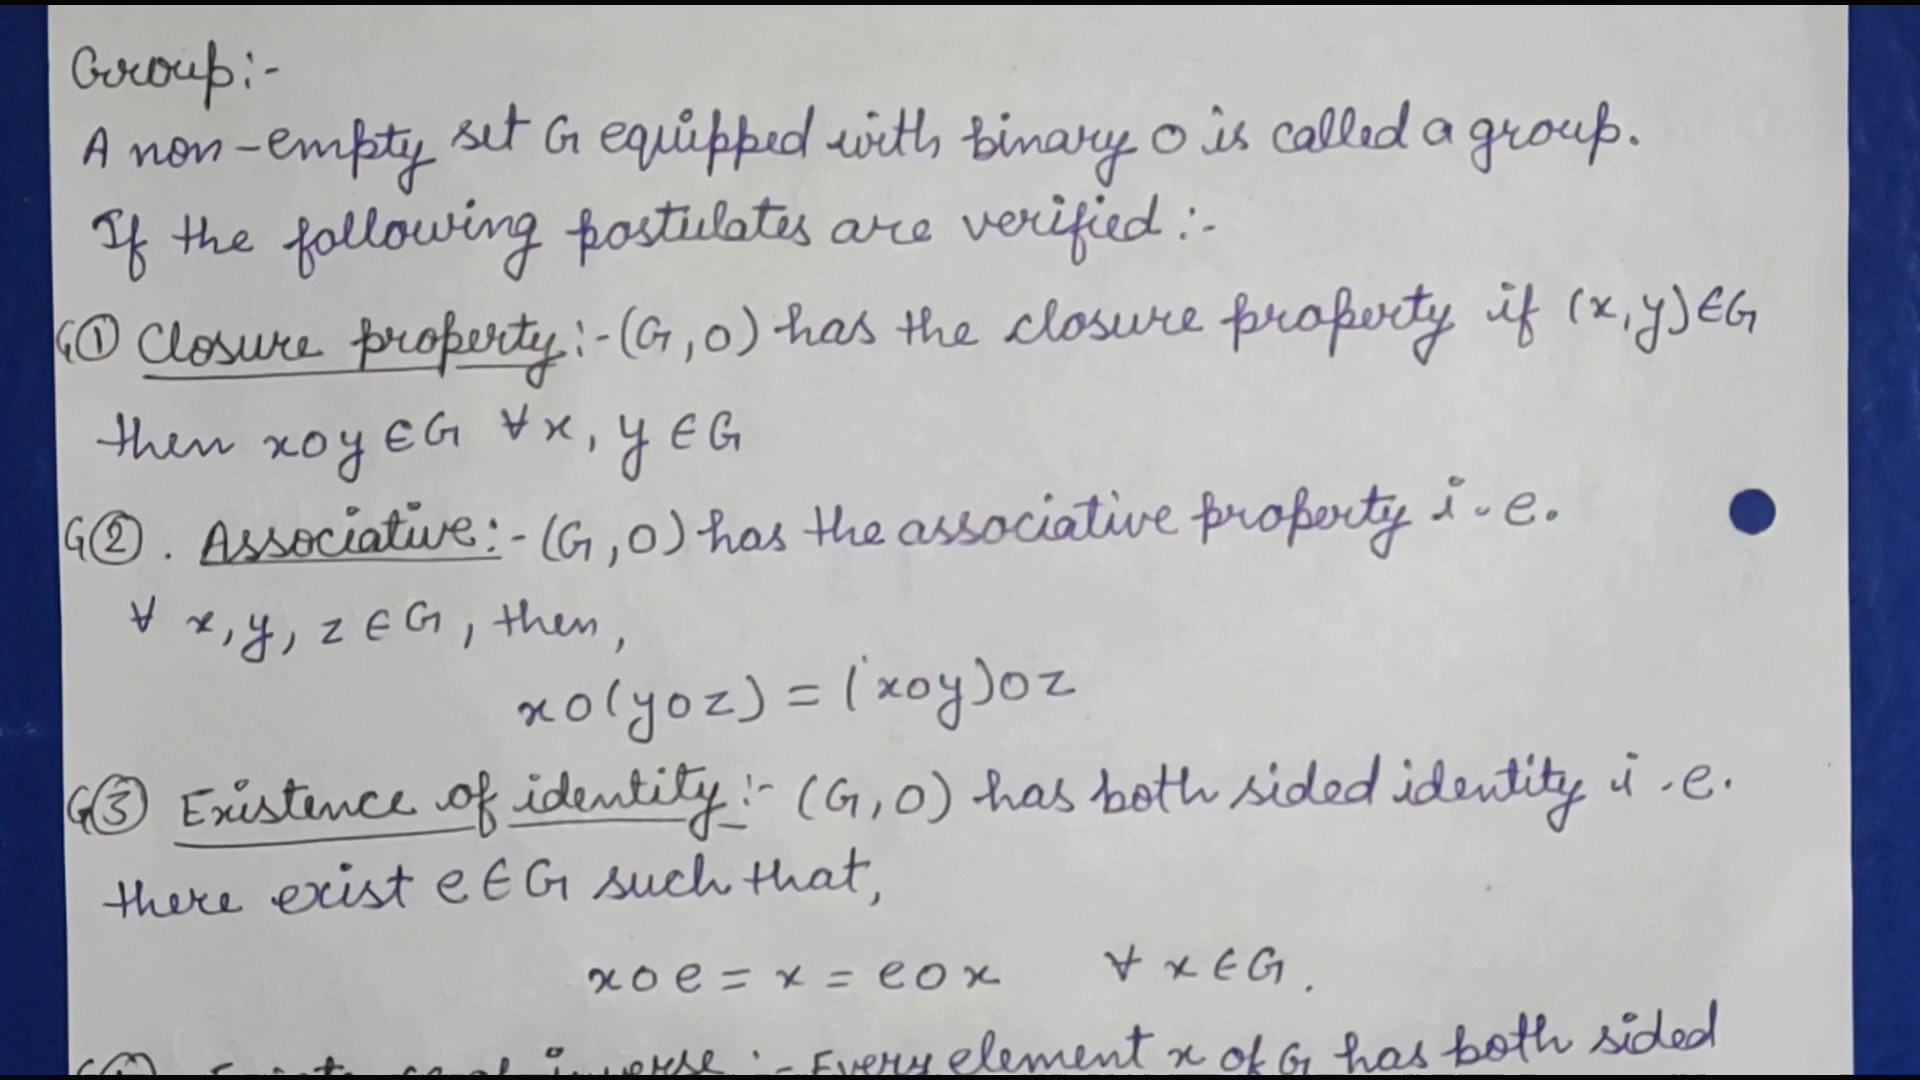 Group:-
A non-empty set G equipped with binary o is called a group.
If the following postulates are verified:-
G① Closure property:- (G,o) has the closure property if (x,y)∈G
then xoy∈G ∀x, y∈G
G②. Associative:- (G,o) has the associative property i.e.
∀ x,y, z∈G, then,
xo(yoz) = (xoy)oz
G③ Existence of identity:- (G,o) has both sided identity i.e.
there exist e∈G such that,
xoe = x = eox ∀ x∈G.
inverse :- Every element x of G has both sided